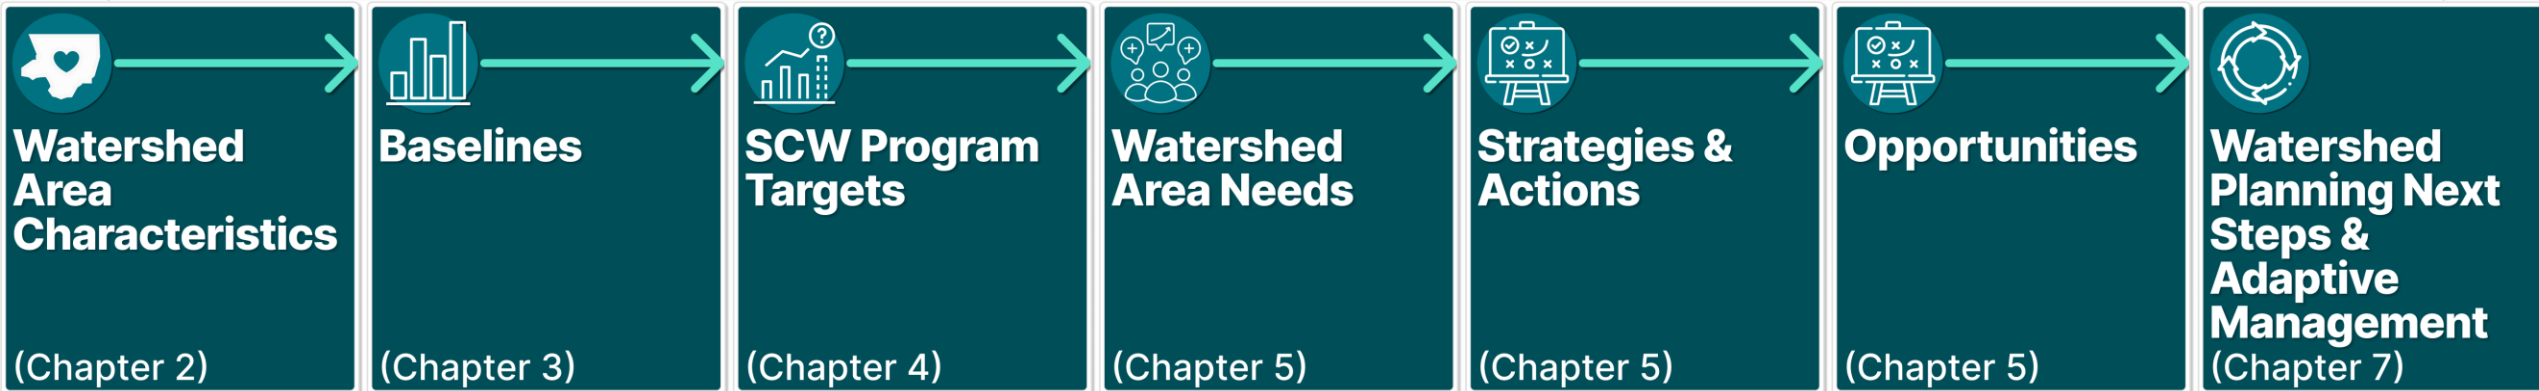 Watershed
Area
Characteristics
(Chapter 2)
Baselines
(Chapter 3)
SCW Program
Targets
(Chapter 4)
Watershed
Area Needs
(Chapter 5)
Strategies &
Actions
(Chapter 5)
Opportunities
(Chapter 5)
Watershed
Planning Next
Steps &
Adaptive
Management
(Chapter 7)